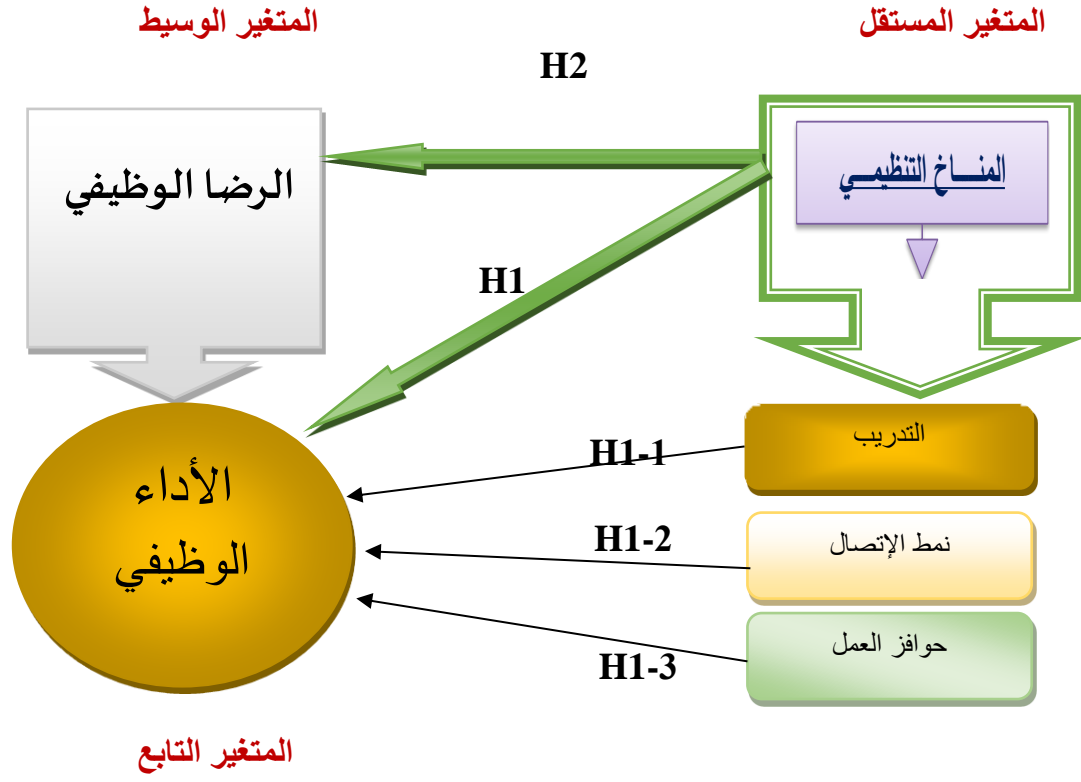 المتغير المستقل
المتغير الوسيط
H2
المنـــاخ التنظيمـــي
الرضا الوظيفي
H1
التدريب
H1-1
الأداء
الوظيفي
نمط الإتصال
H1-2
حوافز العمل
H1-3
المتغير التابع